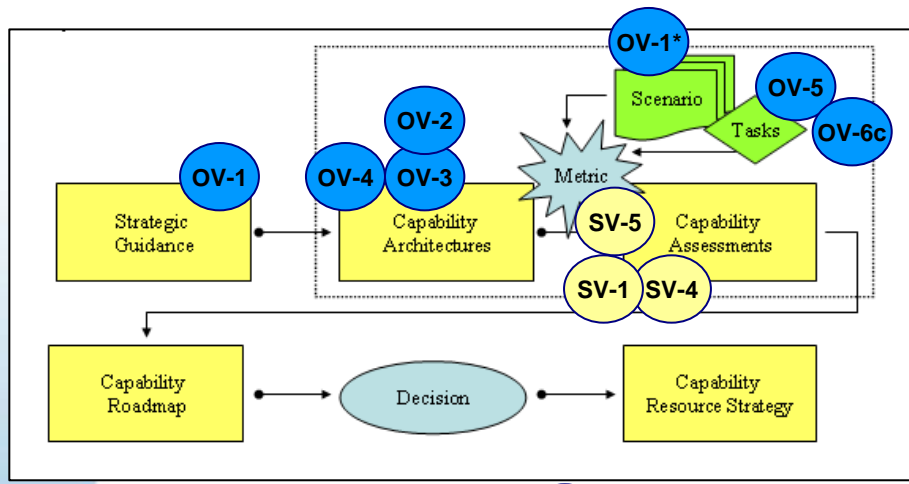 OV-1*
Scenario
OV-5
Tasks
OV-6c
OV-2
OV-4
OV-3
OV-1
Metric
Strategic
Guidance
Capability
Architectures
SV-5
Capability
Assessments
SV-1
SV-4
Capability
Roadmap
Decision
Capability
Resource Strategy